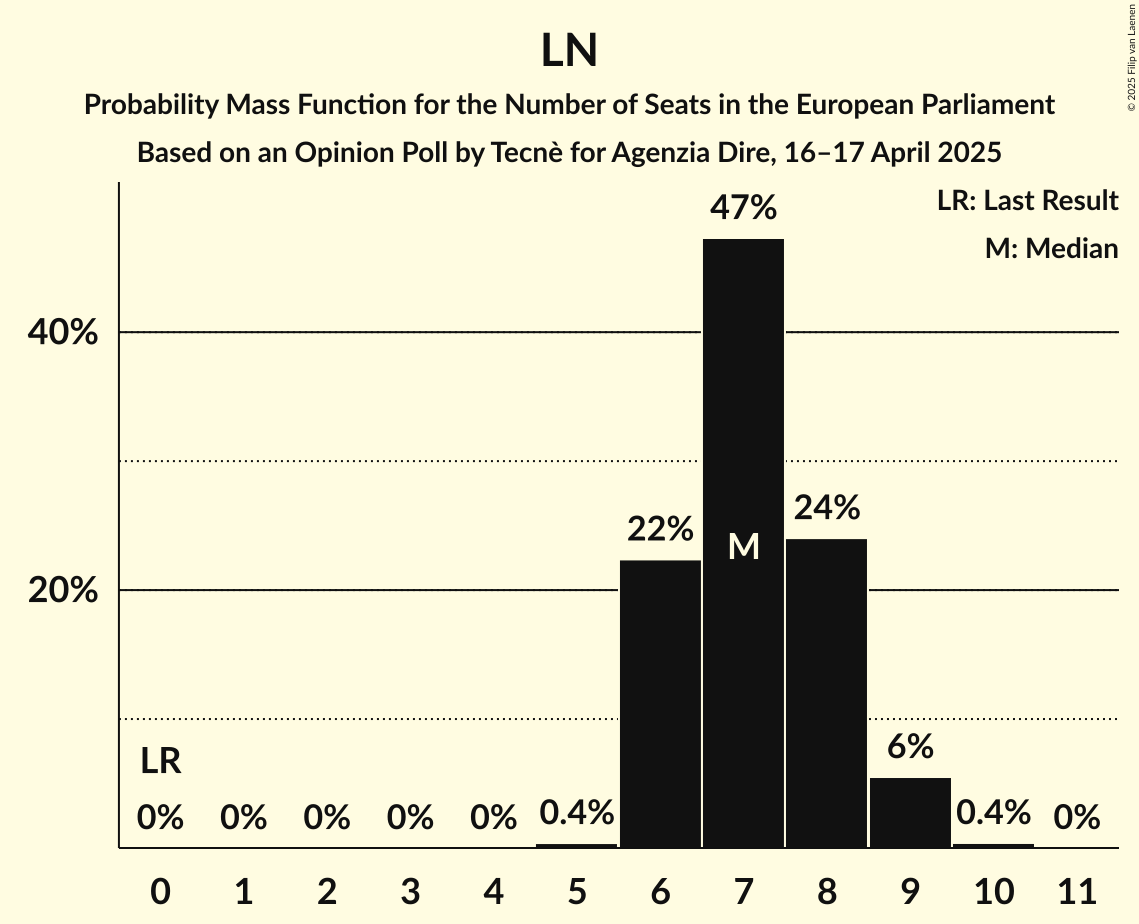 LN
Probability Mass Function for the Number of Seats in the European Parliament
Based on an Opinion Poll by Tecnè for Agenzia Dire, 16–17 April 2025
© 2025 Filip van Laenen
LR: Last Result
M: Median
47%
40%
24%
22%
M
20%
6%
LR
0% 0% 0% 0% 0% 0.4% 0.4% 0%
0 1 2 3 4 5 6 7 8 9 10 11